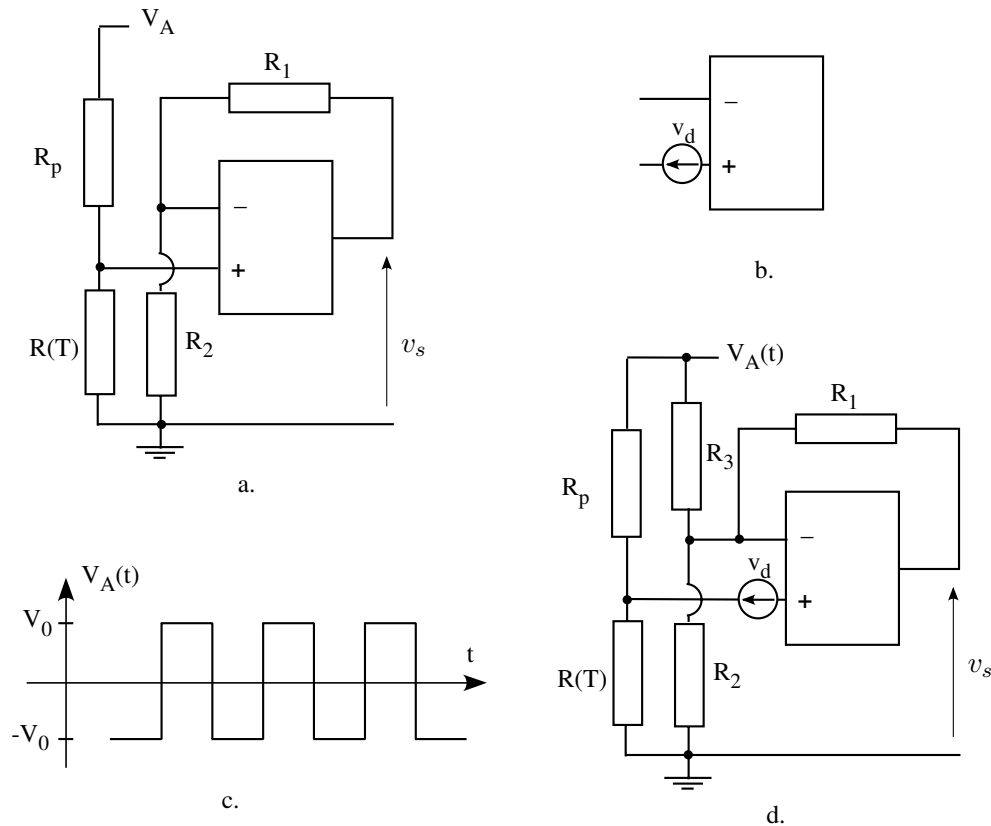 V_A
R_1
R_p
−
+
R(T)
R_2
v_s
a.
v_d
−
+
b.
V_A(t)
V_0
t
-V_0
c.
V_A(t)
R_1
R_3
R_p
−
v_d
+
R(T)
R_2
v_s
d.